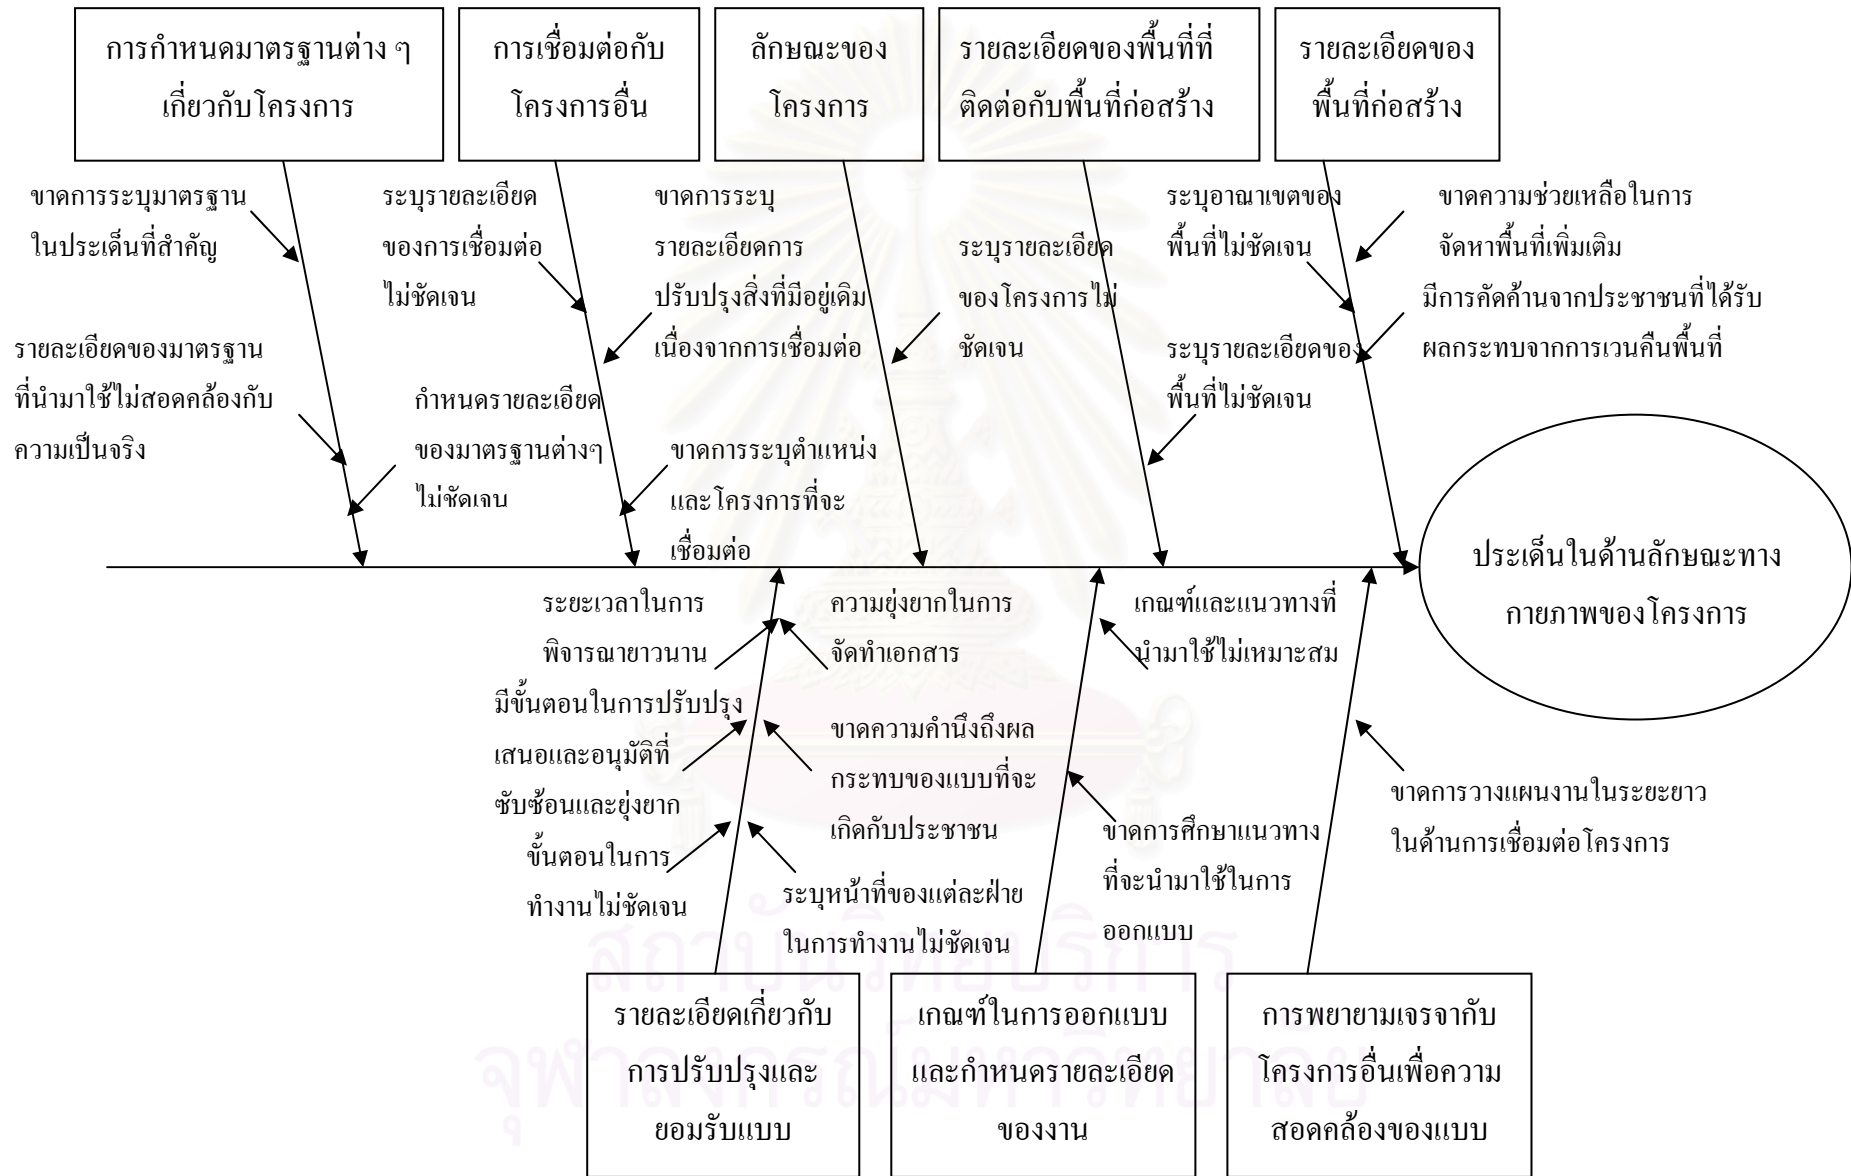 การกำหนดมาตรฐานต่าง ๆ
เกี่ยวกับโครงการ
การเชื่อมต่อกับ
โครงการอื่น
ลักษณะของ
โครงการ
รายละเอียดของพื้นที่ที่
ติดต่อกับพื้นที่ก่อสร้าง
รายละเอียดของ
พื้นที่ก่อสร้าง
ขาดการระบุมาตรฐาน
ในประเด็นที่สำคัญ
ระบุรายละเอียด
ของการเชื่อมต่อ
ไม่ชัดเจน
ขาดการระบุ
รายละเอียดการ
ปรับปรุงสิ่งที่มีอยู่เดิม
เนื่องจากการเชื่อมต่อ
ระบุรายละเอียด
ของโครงการไม่
ชัดเจน
ระบุอาณาเขตของ
พื้นที่ไม่ชัดเจน
ขาดความช่วยเหลือในการ
จัดหาพื้นที่เพิ่มเติม
มีการคัดค้านจากประชาชนที่ได้รับ
ผลกระทบจากการเวนคืนพื้นที่
รายละเอียดของมาตรฐาน
ที่นำมาใช้ไม่สอดคล้องกับ
ความเป็นจริง
กำหนดรายละเอียด
ของมาตรฐานต่างๆ
ไม่ชัดเจน
ขาดการระบุตำแหน่ง
และโครงการที่จะ
เชื่อมต่อ
ระบุรายละเอียดของ
พื้นที่ไม่ชัดเจน
ประเด็นในด้านลักษณะทาง
กายภาพของโครงการ
ระยะเวลาในการ
พิจารณายาวนาน
มีขั้นตอนในการปรับปรุง
เสนอและอนุมัติที่
ซับซ้อนและยุ่งยาก
ขั้นตอนในการ
ทำงานไม่ชัดเจน
ความยุ่งยากในการ
จัดทำเอกสาร
ขาดความคำนึงถึงผล
กระทบของแบบที่จะ
เกิดกับประชาชน
ระบุหน้าที่ของแต่ละฝ่าย
ในการทำงานไม่ชัดเจน
เกณฑ์และแนวทางที่
นำมาใช้ไม่เหมาะสม
ขาดการศึกษาแนวทาง
ที่จะนำมาใช้ในการ
ออกแบบ
ขาดการวางแผนงานในระยะยาว
ในด้านการเชื่อมต่อโครงการ
รายละเอียดเกี่ยวกับ
การปรับปรุงและ
ยอมรับแบบ
เกณฑ์ในการออกแบบ
และกำหนดรายละเอียด
ของงาน
การพยายามเจรจากับ
โครงการอื่นเพื่อความ
สอดคล้องของแบบ
สถาบันวิทยบริการ
จุฬาลงกรณ์มหาวิทยาลัย